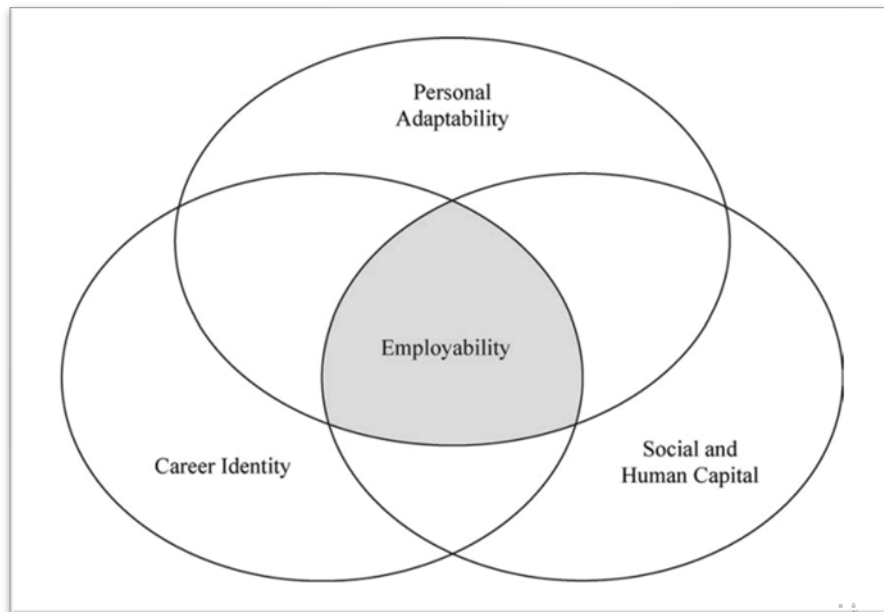 Personal
Adaptability
Employability
Career Identity
Social and
Human Capital